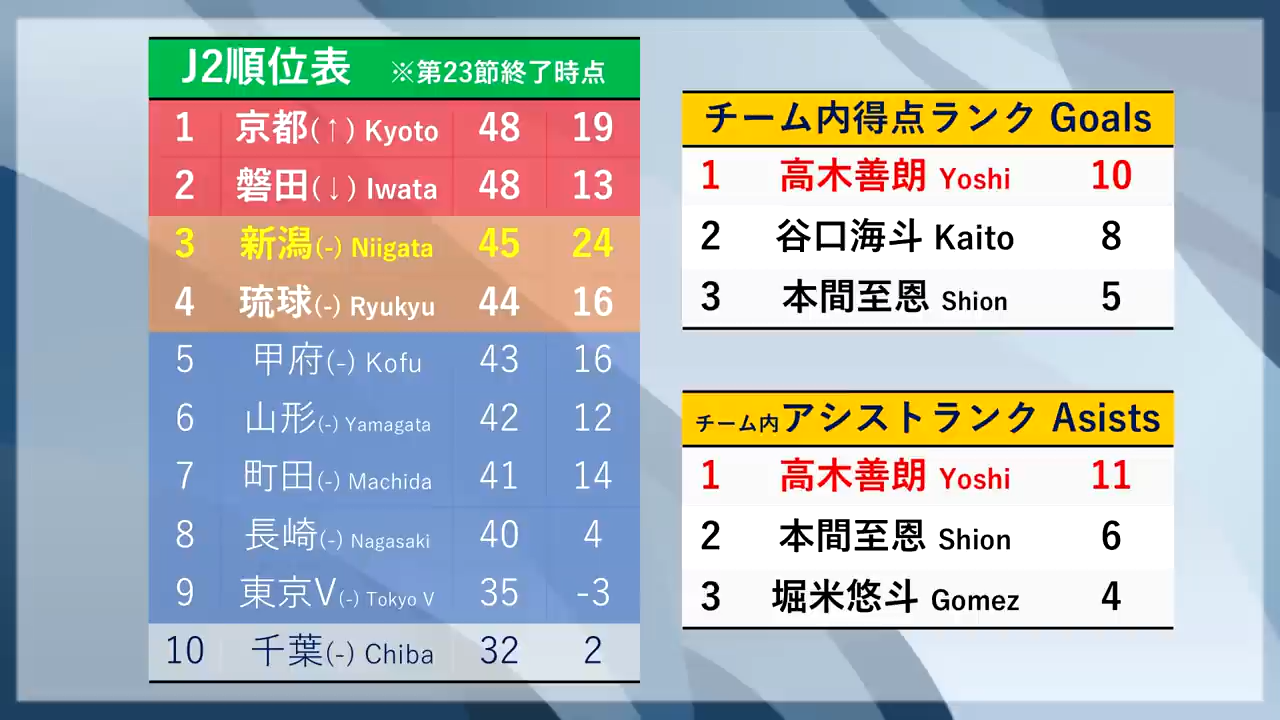 J2順位表 ※第23節終了時点
1 京都(↑) Kyoto 48 19
2 磐田(↓) Iwata 48 13
3 新潟(-) Niigata 45 24
4 琉球(-) Ryukyu 44 16
5 甲府(-) Kofu 43 16
6 山形(-) Yamagata 42 12
7 町田(-) Machida 41 14
8 長崎(-) Nagasaki 40 4
9 東京V(-) Tokyo V 35 -3
10 千葉(-) Chiba 32 2
チーム内得点ランク Goals
1 高木善朗 Yoshi 10
2 谷口海斗 Kaito 8
3 本間至恩 Shion 5
チーム内アシストランク Asists
1 高木善朗 Yoshi 11
2 本間至恩 Shion 6
3 堀米悠斗 Gomez 4